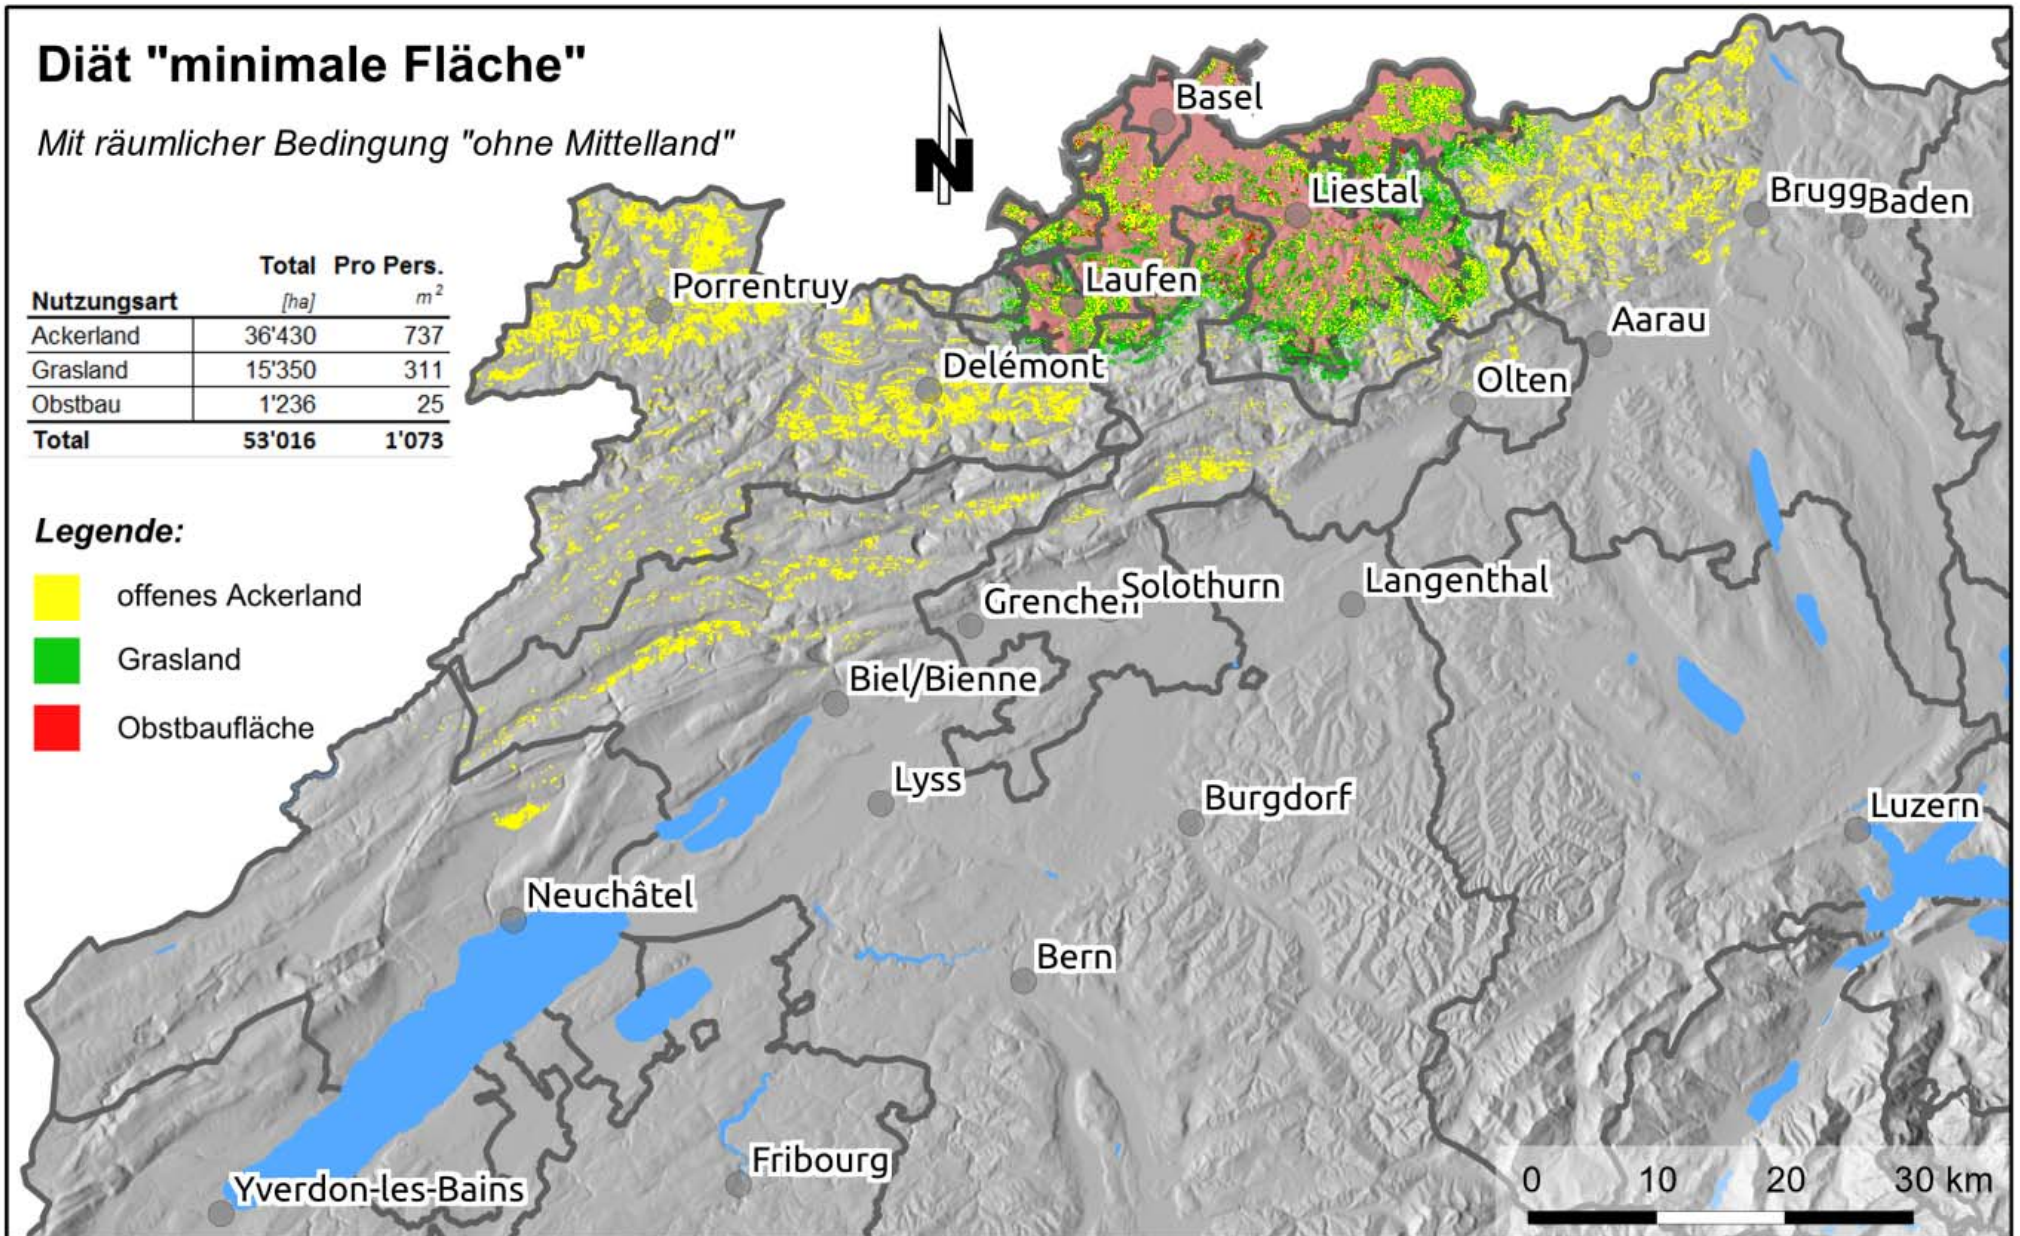 Diät "minimale Fläche"
Mit räumlicher Bedingung "ohne Mittelland"
Total Pro Pers.
Nutzungsart [ha] m²
Ackerland 36'430 737
Grasland 15'350 311
Obstbau 1'236 25
Total 53'016 1'073
Legende:
offenes Ackerland
Grasland
Obstbaufläche
N
Basel
Liestal
Brugg
Baden
Laufen
Porrentruy
Aarau
Delémont
Olten
Grenchen
Solothurn
Langenthal
Biel/Bienne
Lyss
Burgdorf
Luzern
Neuchâtel
Bern
Fribourg
Yverdon-les-Bains
0 10 20 30 km